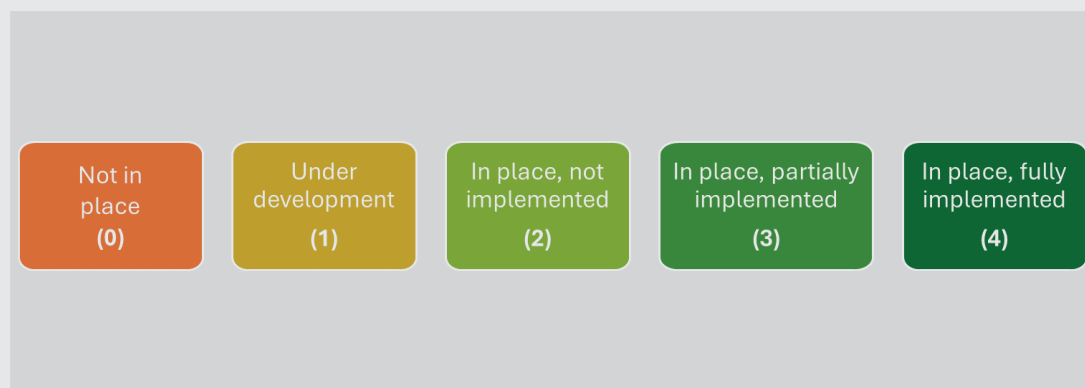 Not in
place
(0)
Under
development
(1)
In place, not
implemented
(2)
In place, partially
implemented
(3)
In place, fully
implemented
(4)